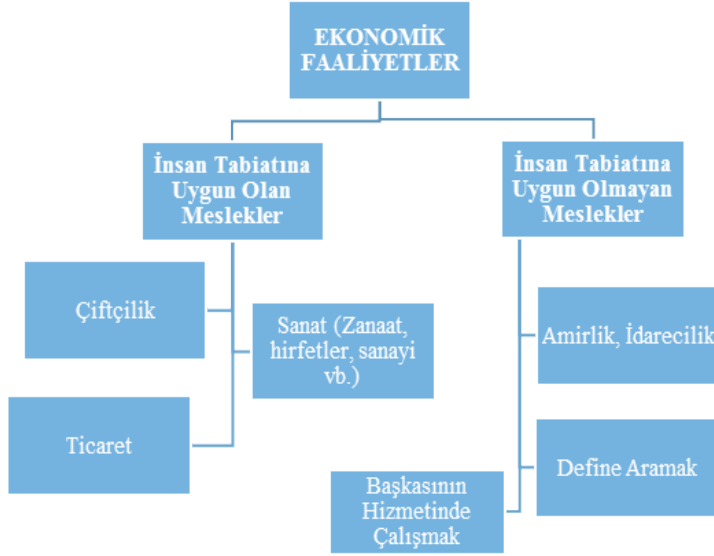 EKONOMİK
FAALİYETLER
İnsan Tabiatına
Uygun Olan
Meslekler
İnsan Tabiatına
Uygun Olmayan
Meslekler
Çiftçilik
Sanat (Zanaat,
hirfetler, sanayi
vb.)
Ticaret
Amirlik, İdarecilik
Define Aramak
Başkasının
Hizmetinde
Çalışmak